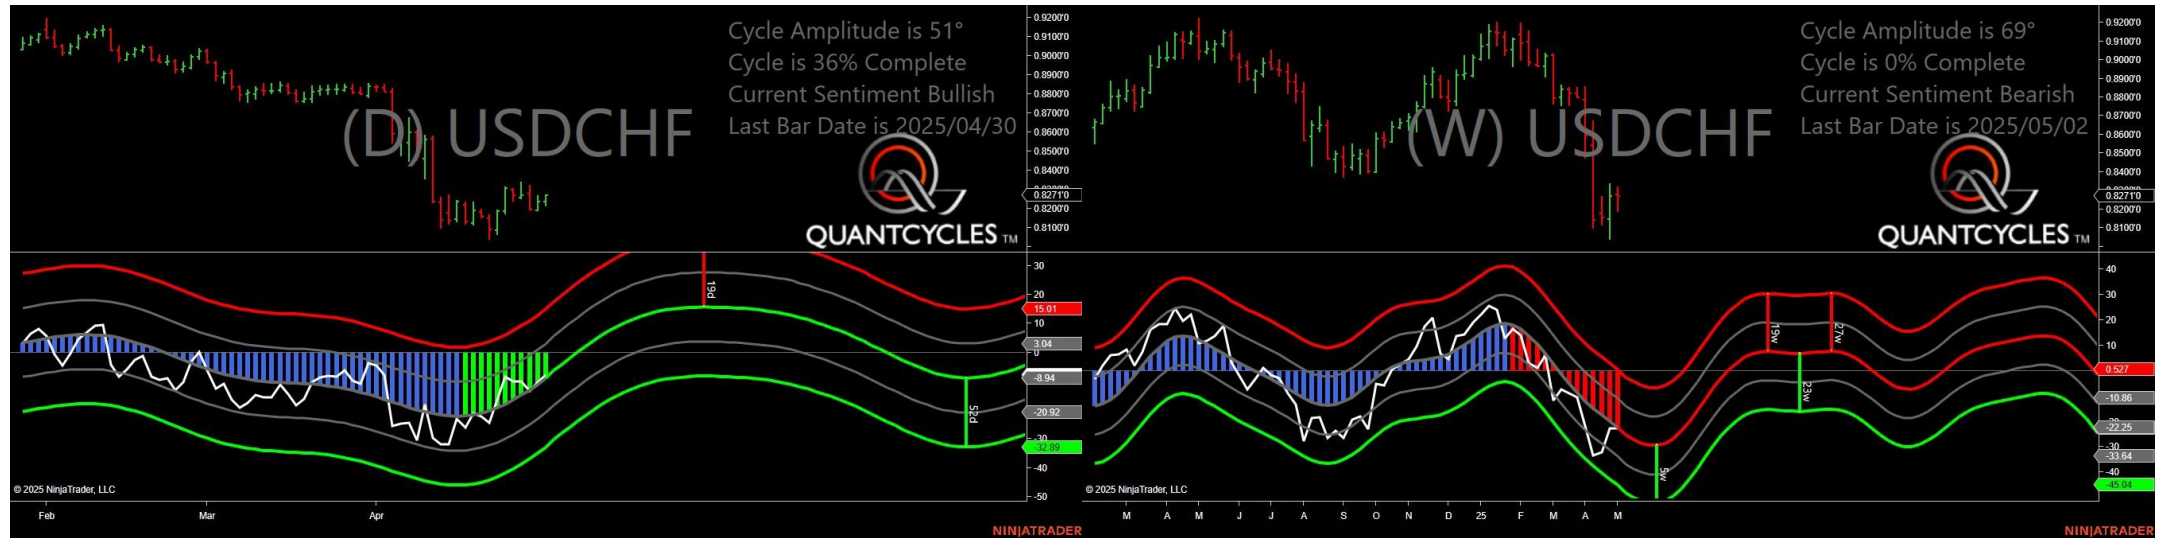 Cycle Amplitude is 51°
Cycle is 36% Complete
Current Sentiment Bullish
Last Bar Date is 2025/04/30
(D) USDCHF
QUANTCYCLES TM
0.9200'0
0.9100'0
0.9000'0
0.8900'0
0.8800'0
0.8700'0
0.8600'0
0.8500'0
0.8400'0
0.8271'0
0.8200'0
0.8100'0
19d
52d
30
20
15.01
10
3.04
0
-8.94
-20.92
-30
-32.89
-40
-50
© 2025 NinjaTrader, LLC
Feb
Mar
Apr
NINJATRADER
Cycle Amplitude is 69°
Cycle is 0% Complete
Current Sentiment Bearish
Last Bar Date is 2025/05/02
(W) USDCHF
QUANTCYCLES TM
0.9200'0
0.9100'0
0.9000'0
0.8900'0
0.8800'0
0.8700'0
0.8600'0
0.8500'0
0.8400'0
0.8271'0
0.8200'0
0.8100'0
19w
27w
23w
5w
40
30
20
10
0.527
-10.86
-22.25
-30
-33.64
-40
-45.04
© 2025 NinjaTrader, LLC
M
A
M
J
J
A
S
O
N
D
25
F
M
A
M
NINJATRADER